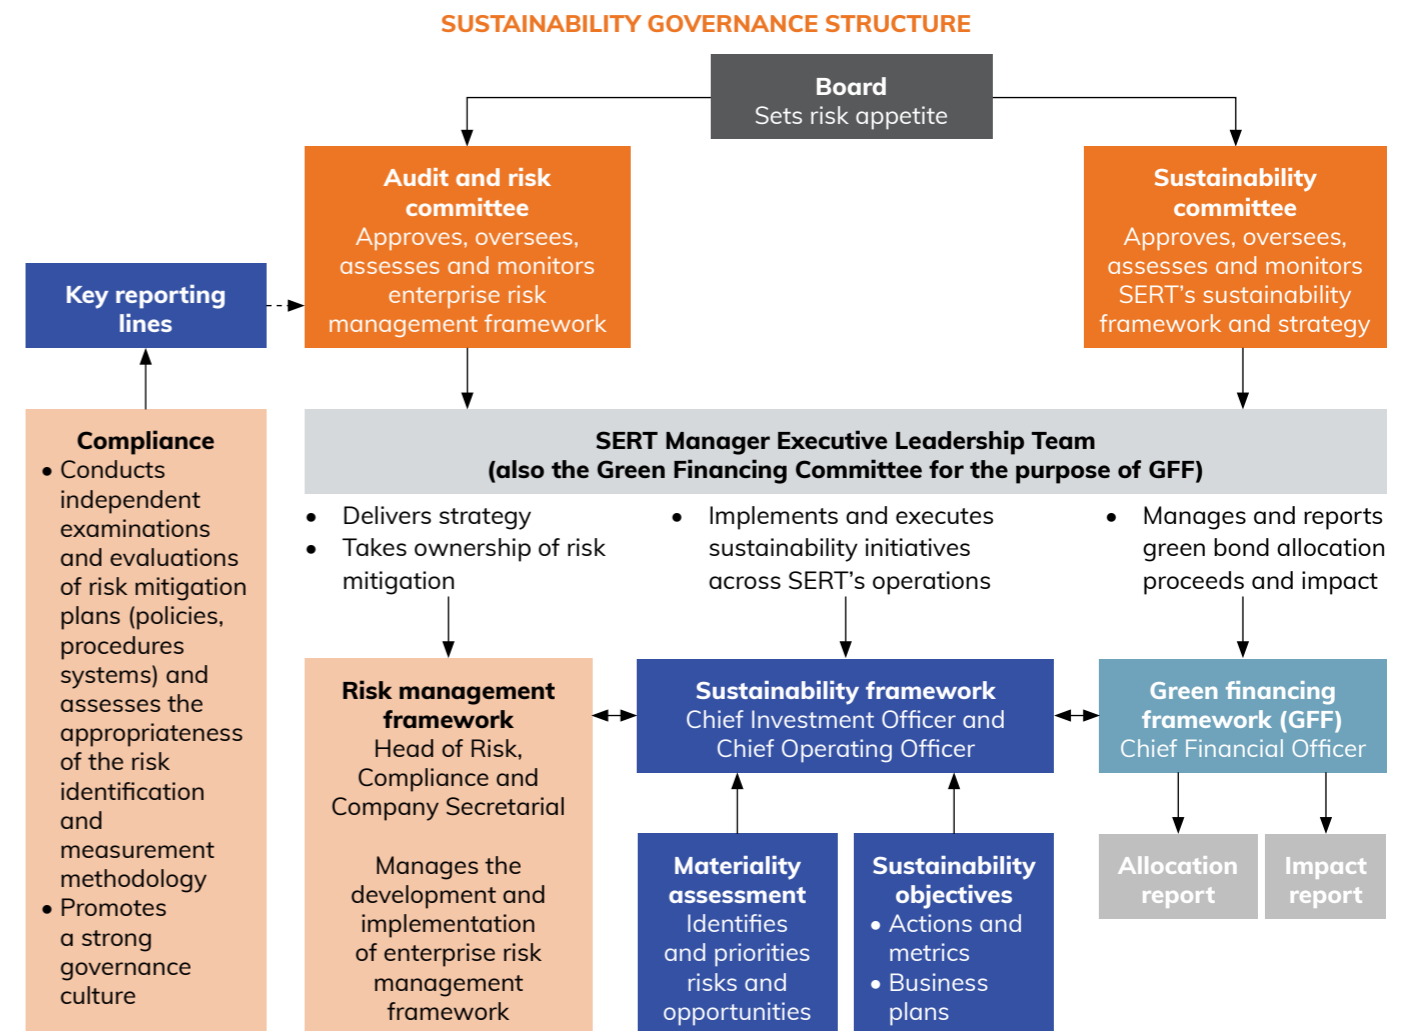 SUSTAINABILITY GOVERNANCE STRUCTURE
Board
Sets risk appetite
Audit and risk
committee
Approves, oversees,
assesses and monitors
enterprise risk
management framework
Sustainability
committee
Approves, oversees,
assesses and monitors
SERT’s sustainability
framework and strategy
Key reporting
lines
Compliance
• Conducts
independent
examinations
and evaluations
of risk mitigation
plans (policies,
procedures
systems) and
assesses the
appropriateness
of the risk
identification
and
measurement
methodology
• Promotes
a strong
governance
culture
SERT Manager Executive Leadership Team
(also the Green Financing Committee for the purpose of GFF)
• Delivers strategy
• Takes ownership of risk
mitigation
• Implements and executes
sustainability initiatives
across SERT’s operations
• Manages and reports
green bond allocation
proceeds and impact
Risk management
framework
Head of Risk,
Compliance and
Company Secretarial
Manages the
development and
implementation
of enterprise risk
management
framework
Sustainability framework
Chief Investment Officer and
Chief Operating Officer
Green financing
framework (GFF)
Chief Financial Officer
Materiality
assessment
Identifies
and priorities
risks and
opportunities
Sustainability
objectives
• Actions and
metrics
• Business
plans
Allocation
report
Impact
report